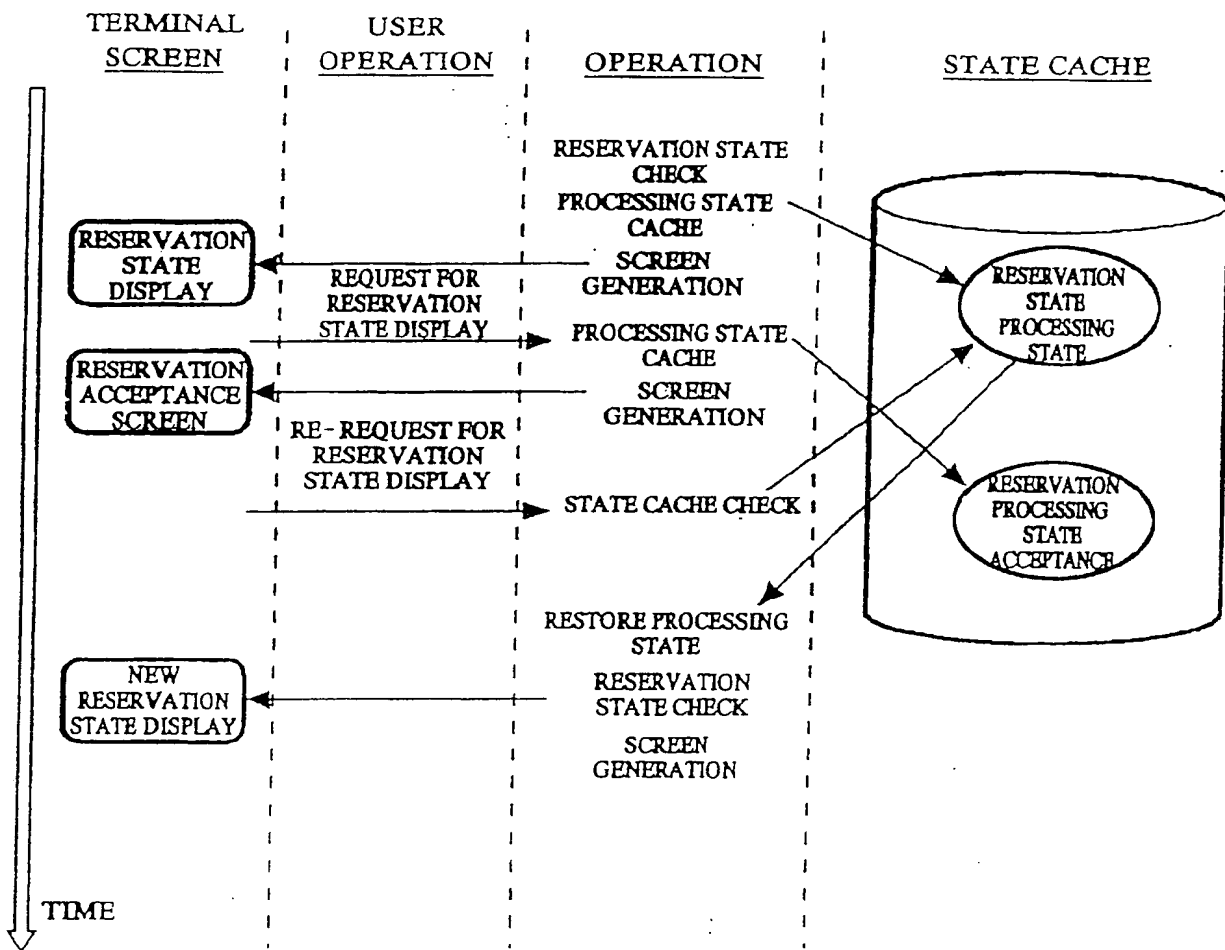 TERMINAL
SCREEN
USER
OPERATION
OPERATION
STATE CACHE
RESERVATION STATE
CHECK
PROCESSING STATE
CACHE
SCREEN
GENERATION
RESERVATION
STATE
DISPLAY
REQUEST FOR
RESERVATION
STATE DISPLAY
RESERVATION
STATE
PROCESSING
STATE
PROCESSING STATE
CACHE
SCREEN
GENERATION
RESERVATION
ACCEPTANCE
SCREEN
RE-REQUEST FOR
RESERVATION
STATE DISPLAY
STATE CACHE CHECK
RESERVATION
PROCESSING
STATE
ACCEPTANCE
RESTORE PROCESSING
STATE
RESERVATION
STATE CHECK
SCREEN
GENERATION
NEW
RESERVATION
STATE DISPLAY
TIME